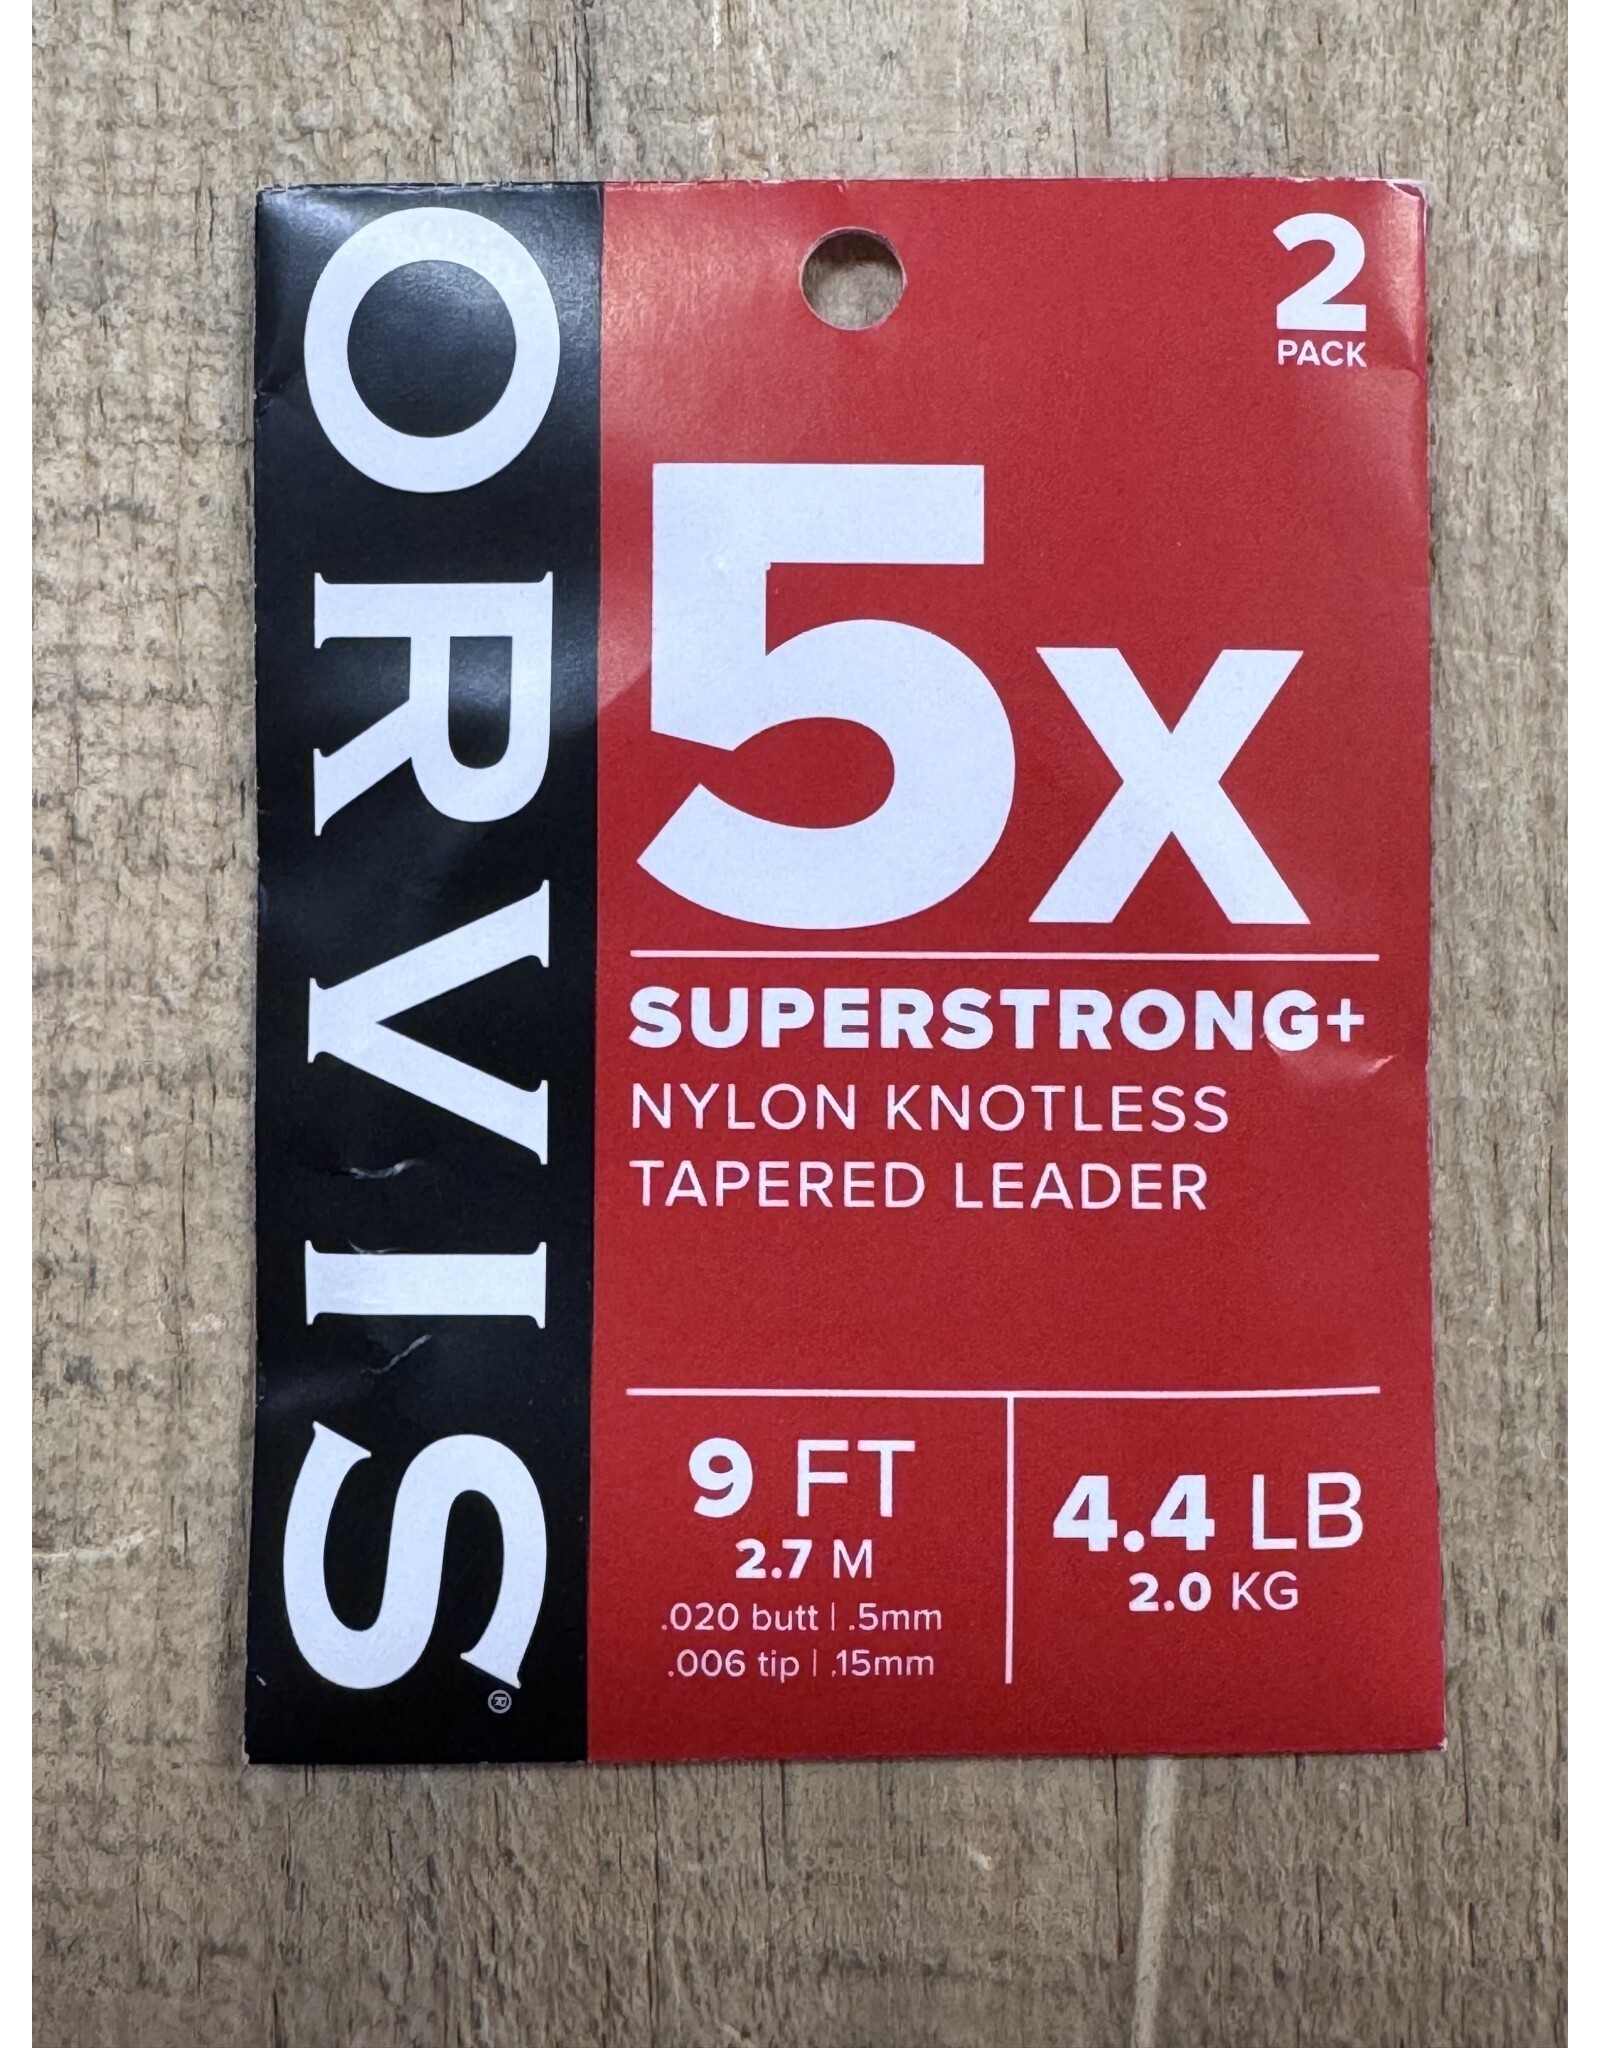 ORVIS®
2
PACK
5x
SUPERSTRONG+
NYLON KNOTLESS
TAPERED LEADER
9 FT
2.7 M
.020 butt | .5mm
.006 tip | .15mm
4.4 LB
2.0 KG